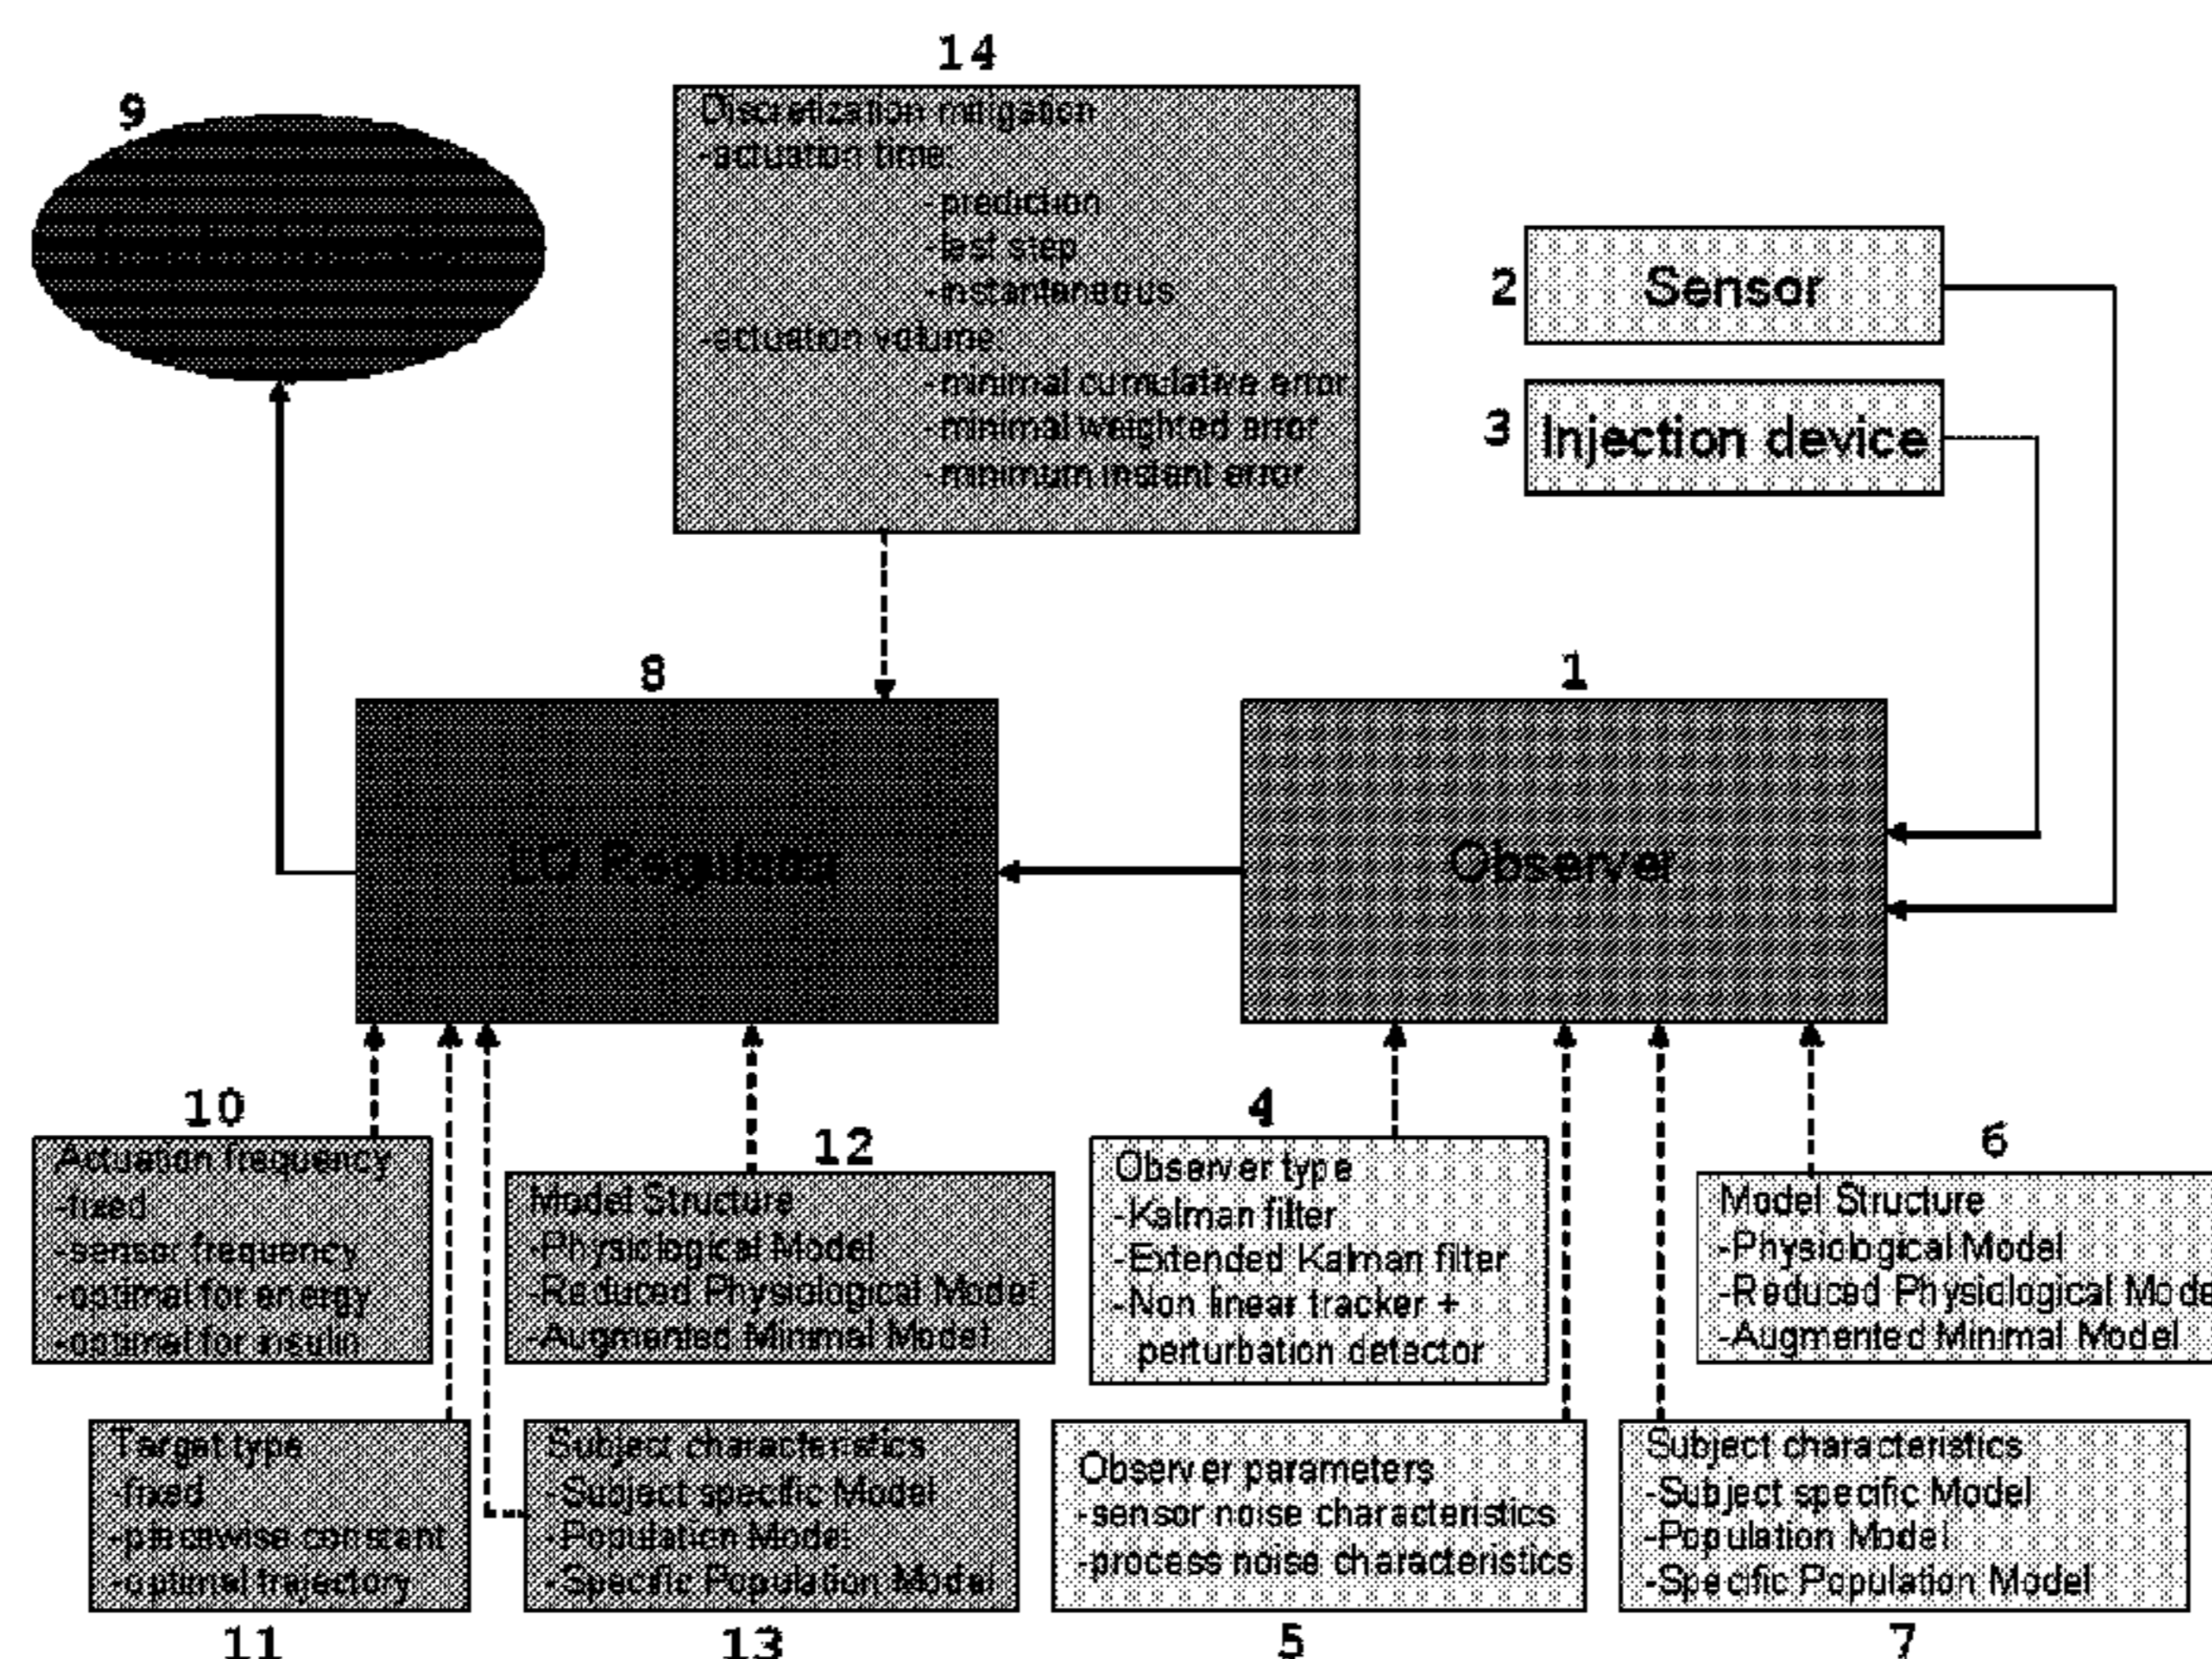 14
9
Discretization mitigation
-actuation time:
-prediction
-last step
-instantaneous
-actuation volume:
-minimal cumulative error
-minimal weighted error
-minimum instant error
2
Sensor
3
Injection device
8
1
LQ Regulator
Observer
10
Actuation frequency
-fixed
-sensor frequency
-optimal for energy
-optimal for insulin
12
Model Structure
-Physiological Model
-Reduced Physiological Model
-Augmented Minimal Model
4
Observer type
-Kalman filter
-Extended Kalman filter
-Non linear tracker +
perturbation detector
6
Model Structure
-Physiological Model
-Reduced Physiological Mode
-Augmented Minimal Model
Target type
-fixed
-piecewise constant
-optimal trajectory
11
Subject characteristics
-Subject specific Model
-Population Model
-Specific Population Model
13
Observer parameters
-sensor noise characteristics
-process noise characteristics
5
Subject characteristics
-Subject specific Model
-Population Model
-Specific Population Model
7